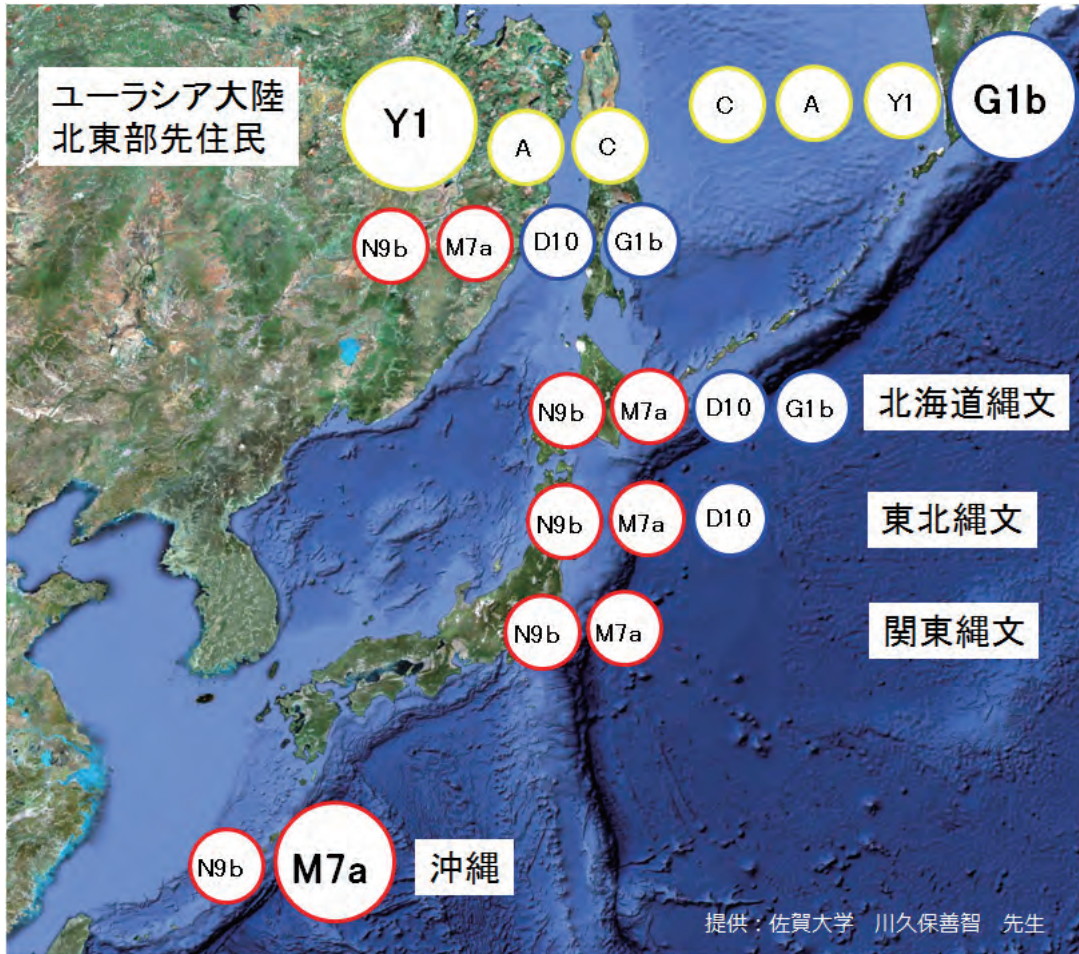 ユーラシア大陸
北東部先住民
Y1
A
C
C
A
Y1
G1b
N9b
M7a
D10
G1b
N9b
M7a
D10
G1b
北海道縄文
N9b
M7a
D10
東北縄文
N9b
M7a
関東縄文
N9b
M7a
沖縄
提供：佐賀大学　川久保善智　先生